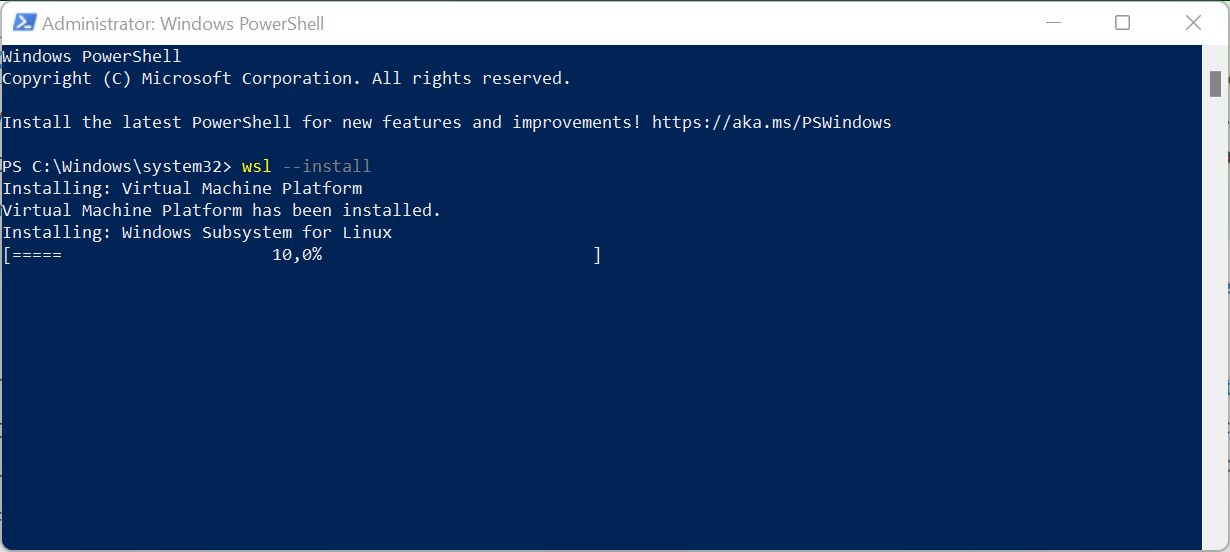 Administrator: Windows PowerShell
Windows PowerShell
Copyright (C) Microsoft Corporation. All rights reserved.
Install the latest PowerShell for new features and improvements! https://aka.ms/PSWindows
PS C:\Windows\system32> wsl --install
Installing: Virtual Machine Platform
Virtual Machine Platform has been installed.
Installing: Windows Subsystem for Linux
[===== 10,0% ]